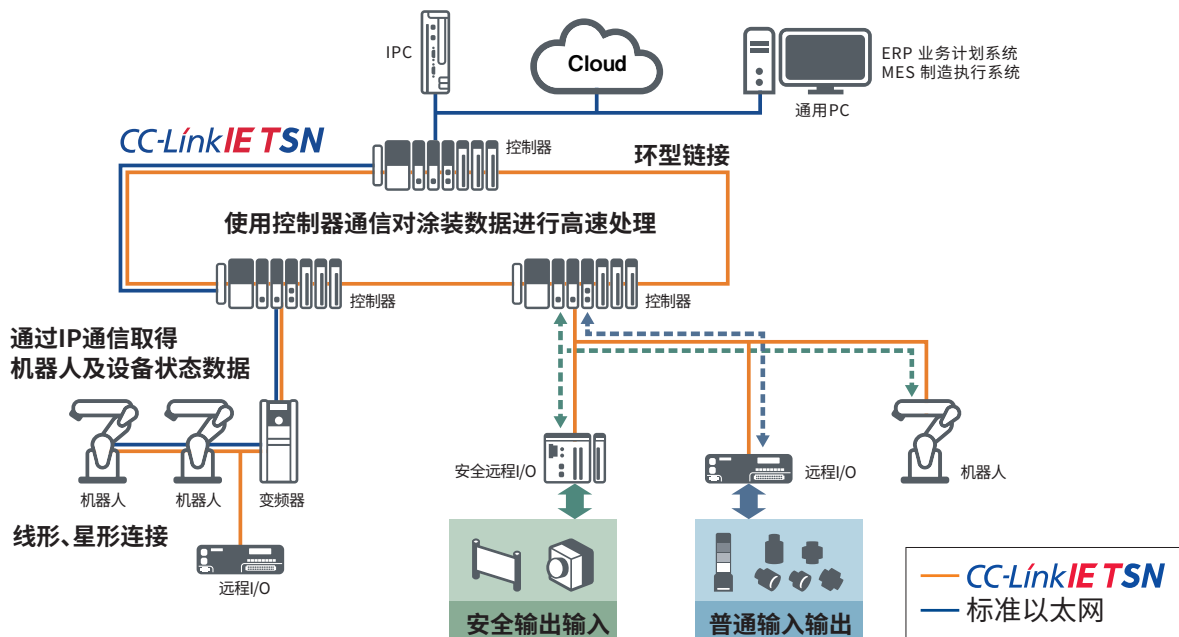 IPC
Cloud
ERP 业务计划系统
MES 制造执行系统
通用PC
CC-Link IE TSN
控制器
环型链接
使用控制器通信对涂装数据进行高速处理
控制器
控制器
通过IP通信取得
机器人及设备状态数据
安全远程I/O
远程I/O
机器人
机器人
机器人
变频器
线形、星形连接
远程I/O
安全输出输入
普通输入输出
CC-Link IE TSN
标准以太网